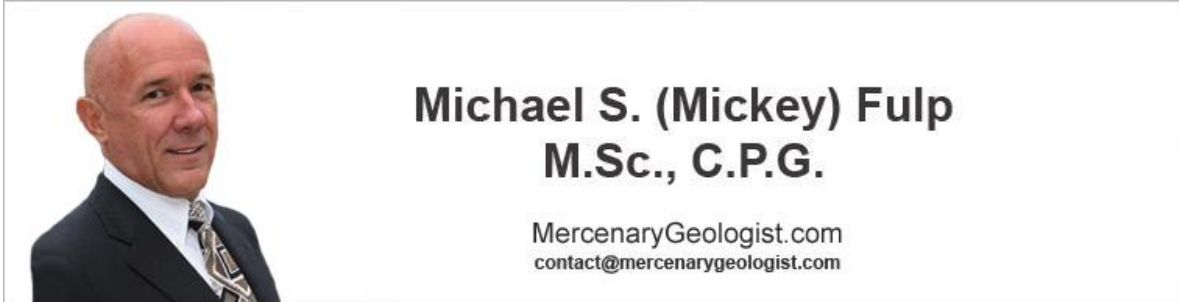 Michael S. (Mickey) Fulp
M.Sc., C.P.G.
MercenaryGeologist.com
contact@mercenarygeologist.com